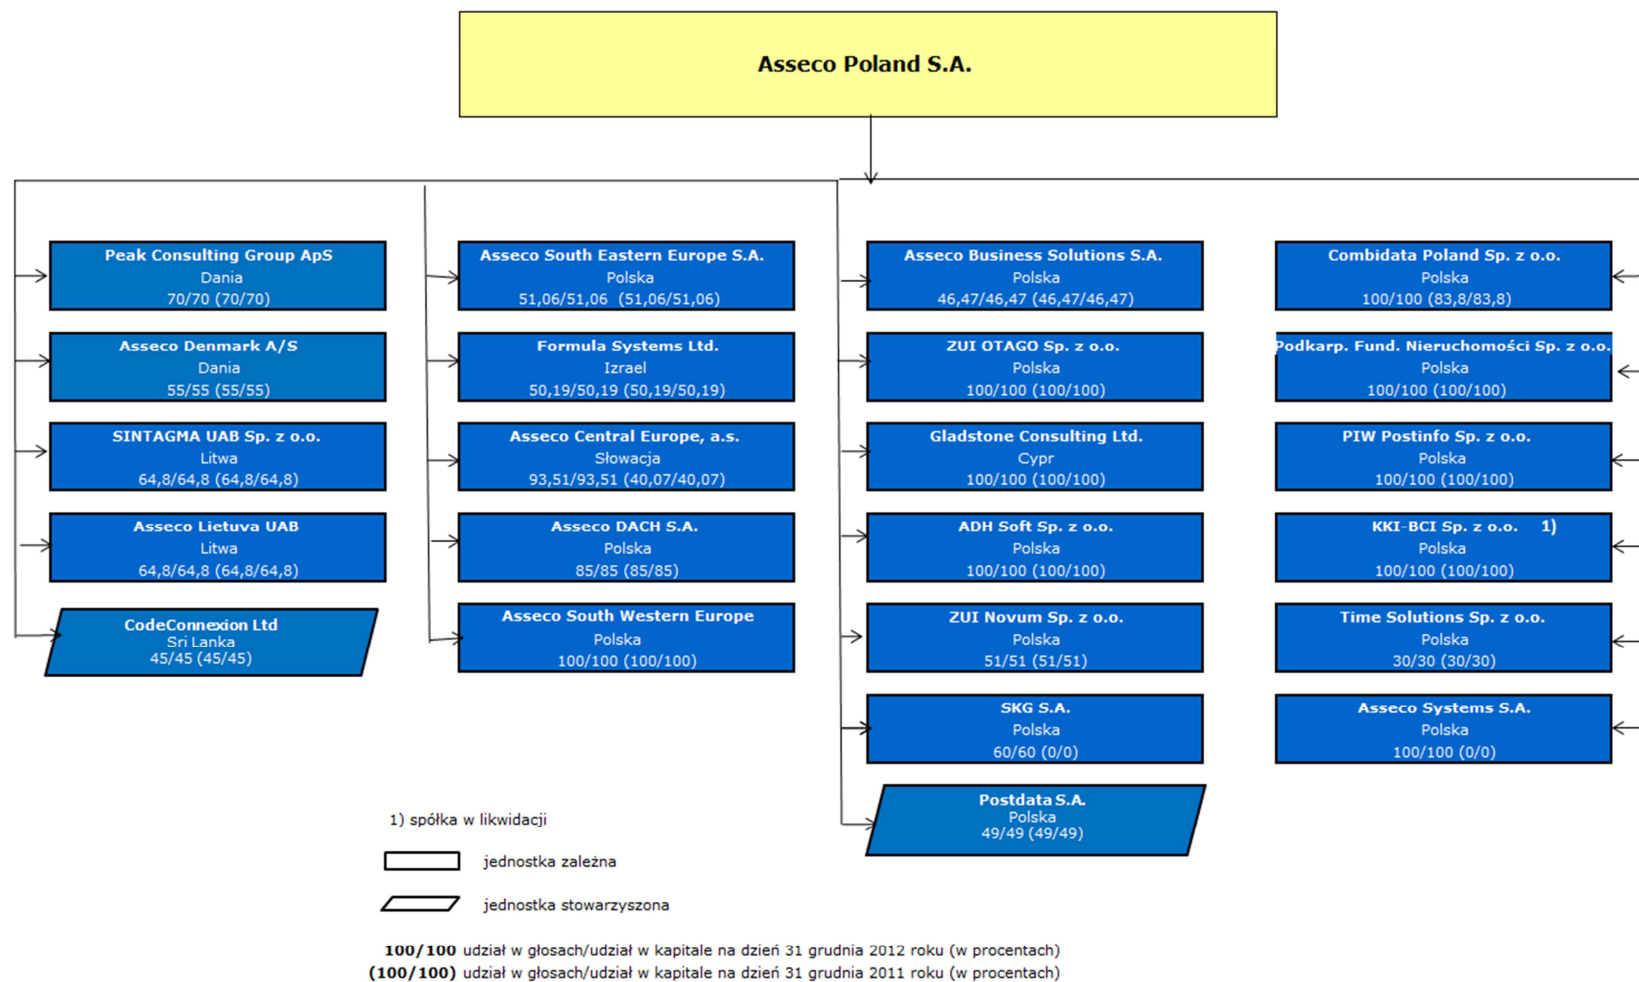 Asseco Poland S.A.
Peak Consulting Group ApS
Dania
70/70 (70/70)
Asseco Denmark A/S
Dania
55/55 (55/55)
SINTAGMA UAB Sp. z o.o.
Litwa
64,8/64,8 (64,8/64,8)
Asseco Lietuva UAB
Litwa
64,8/64,8 (64,8/64,8)
CodeConnexion Ltd
Sri Lanka
45/45 (45/45)
Asseco South Eastern Europe S.A.
Polska
51,06/51,06 (51,06/51,06)
Formula Systems Ltd.
Izrael
50,19/50,19 (50,19/50,19)
Asseco Central Europe, a.s.
Słowacja
93,51/93,51 (40,07/40,07)
Asseco DACH S.A.
Polska
85/85 (85/85)
Asseco South Western Europe
Polska
100/100 (100/100)
Asseco Business Solutions S.A.
Polska
46,47/46,47 (46,47/46,47)
ZUI OTAGO Sp. z o.o.
Polska
100/100 (100/100)
Gladstone Consulting Ltd.
Cypr
100/100 (100/100)
ADH Soft Sp. z o.o.
Polska
100/100 (100/100)
ZUI Novum Sp. z o.o.
Polska
51/51 (51/51)
SKG S.A.
Polska
60/60 (0/0)
Postdata S.A.
Polska
49/49 (49/49)
Combidata Poland Sp. z o.o.
Polska
100/100 (83,8/83,8)
Podkarp. Fund. Nieruchomości Sp. z o.o.
Polska
100/100 (100/100)
PIW Postinfo Sp. z o.o.
Polska
100/100 (100/100)
KKI-BCI Sp. z o.o. 1)
Polska
100/100 (100/100)
Time Solutions Sp. z o.o.
Polska
30/30 (30/30)
Asseco Systems S.A.
Polska
100/100 (0/0)
1) spółka w likwidacji
jednostka zależna
jednostka stowarzyszona
100/100 udział w głosach/udział w kapitale na dzień 31 grudnia 2012 roku (w procentach)
(100/100) udział w głosach/udział w kapitale na dzień 31 grudnia 2011 roku (w procentach)